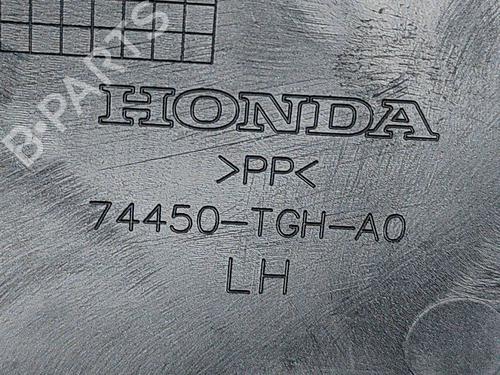 B-PARTS
HONDA
>PP<
74450-TGH-A0
LH